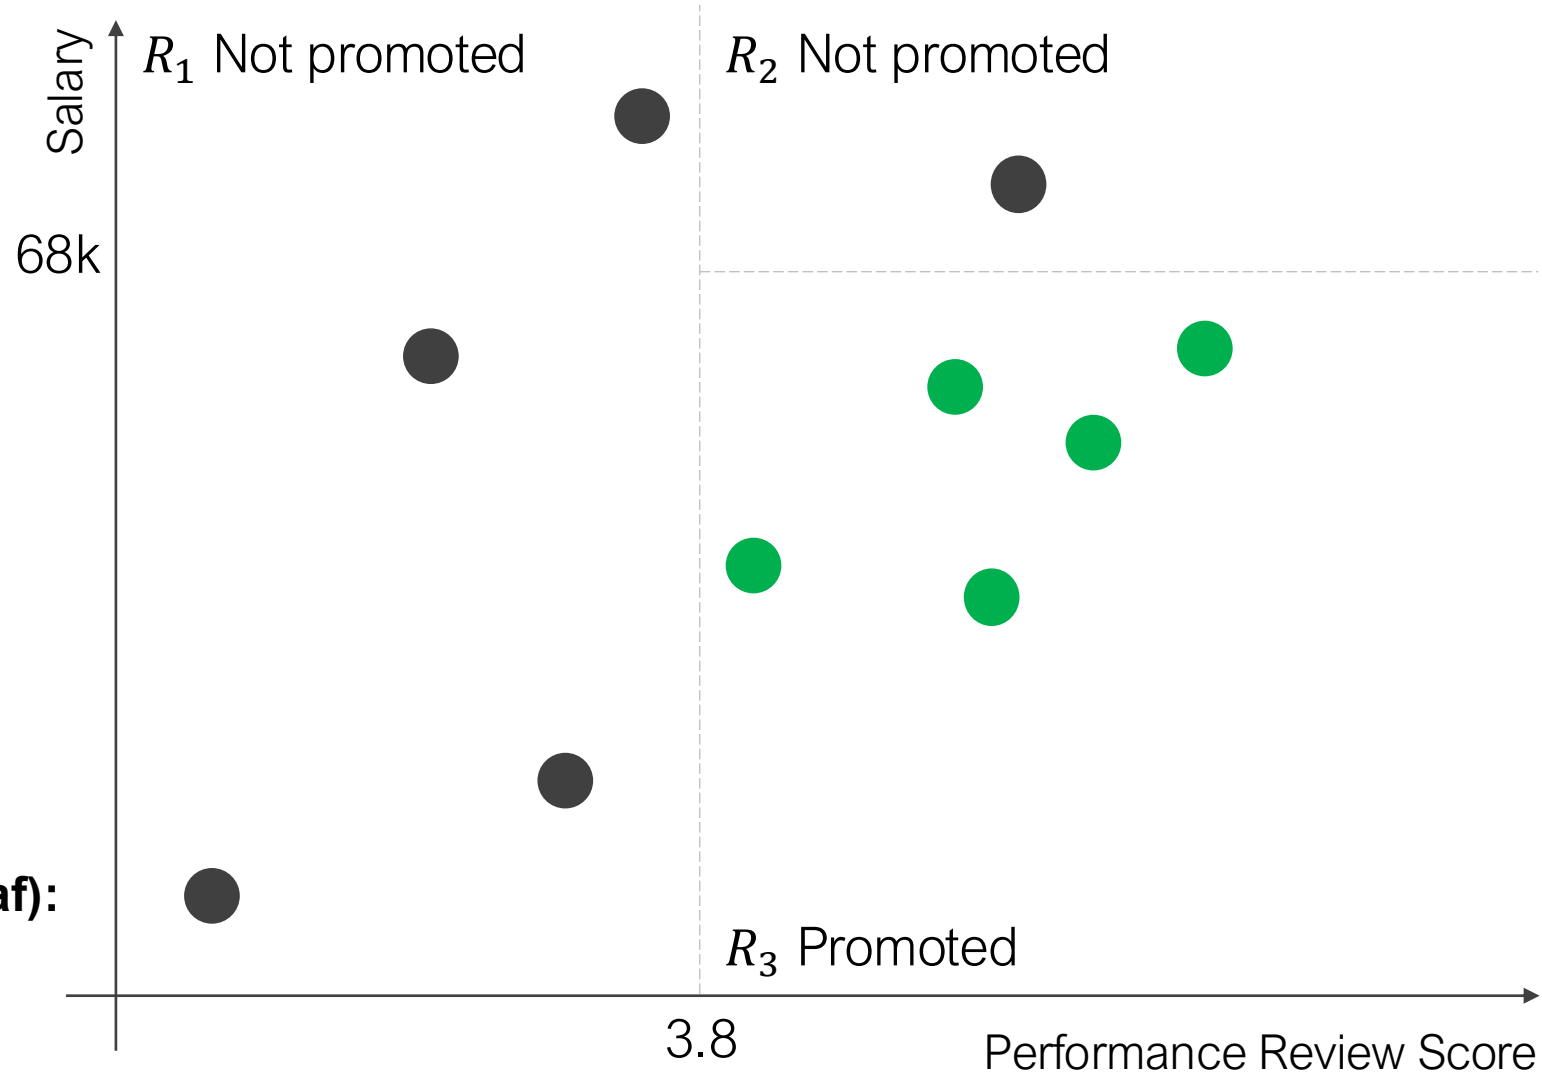 Salary
R₁ Not promoted
R₂ Not promoted
68k
af):
R₃ Promoted
3.8
Performance Review Score